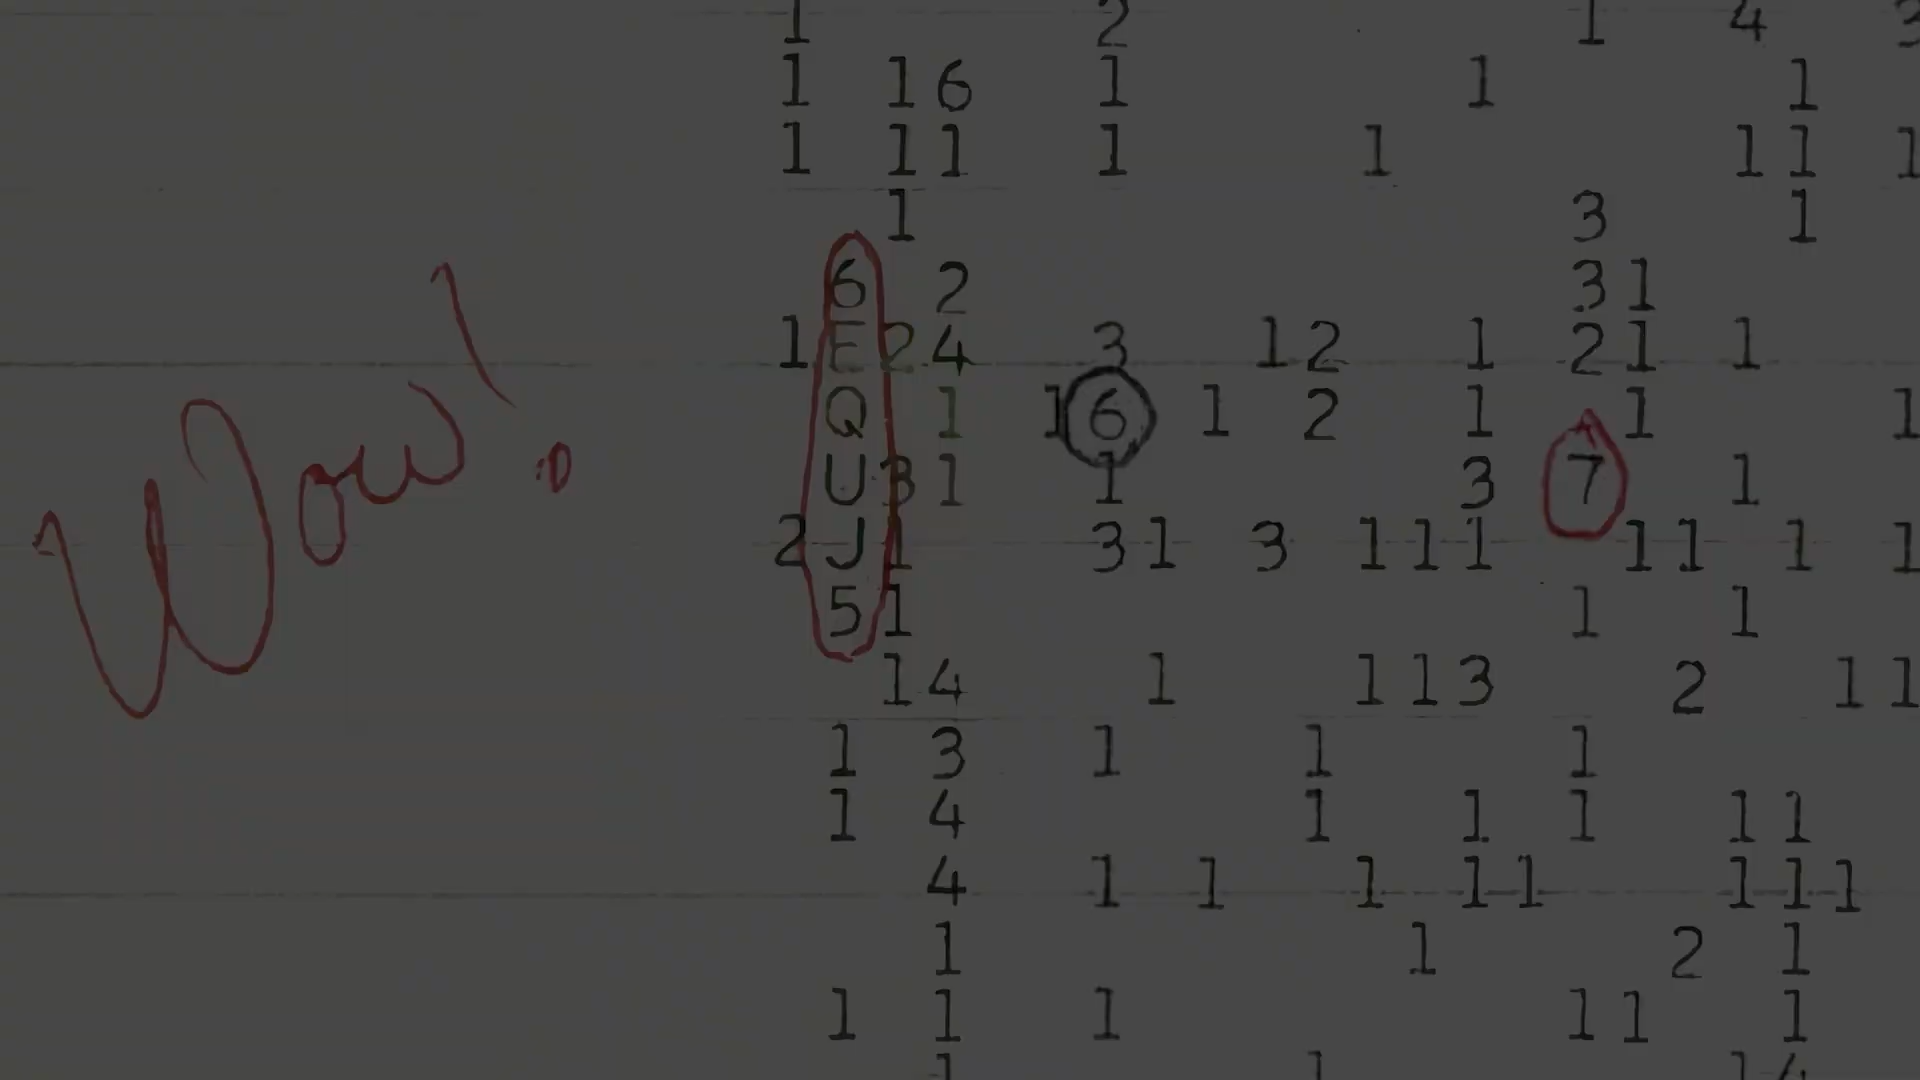 1 2 1 4 3
1 16 1 1 1
1 11 1 1 11 1
1 3 1
6 2 31
1E24 3 12 1 21 1
Q 1 16 1 2 1 1 1
U31 1 3 7 1
2J1 31 3 111 11 1 1
51 1 1
14 1 113 2 11
1 3 1 1 1
1 4 1 1 1 11
4 1 1 1 11 111
1 1 2 1
1 1 1 11 1
1 1 14
Wow!